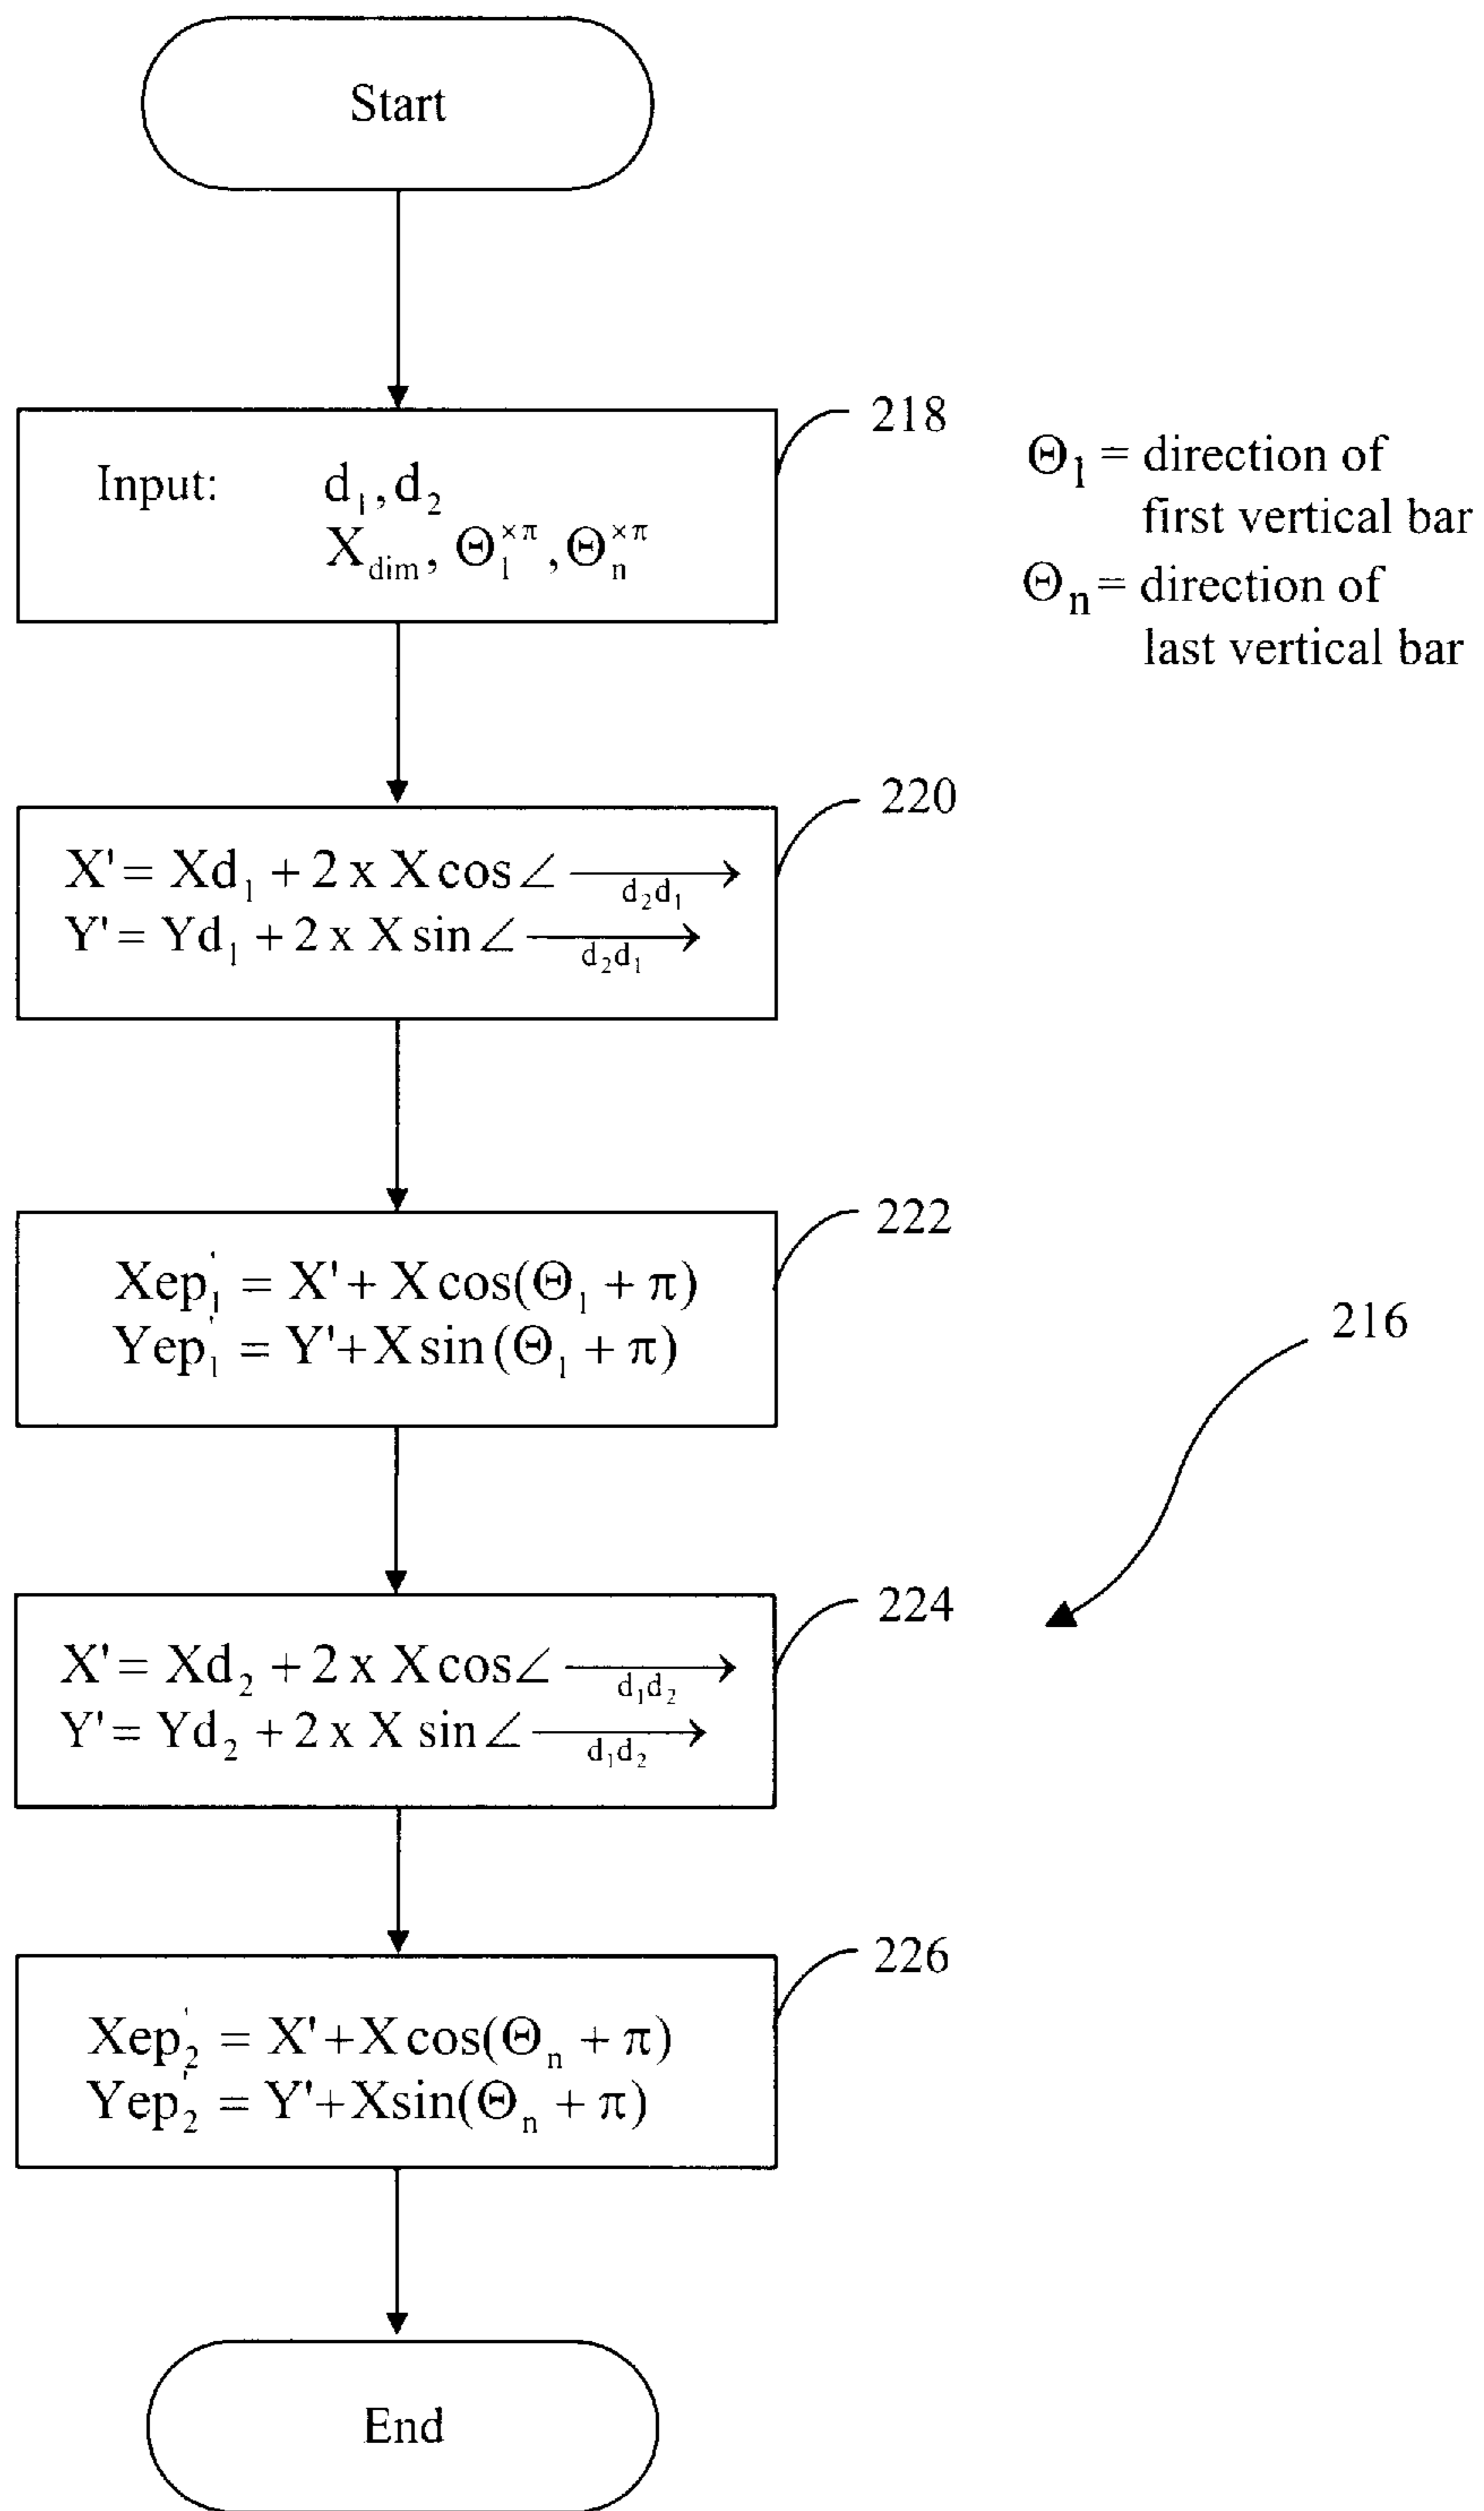 Start
218
Input: d₁, d₂
X_dim, Θ₁^×π, Θₙ^×π
Θ₁ = direction of
first vertical bar
Θₙ = direction of
last vertical bar
220
X' = Xd₁ + 2 x X cos ∠ ⟶ d₂d₁
Y' = Yd₁ + 2 x X sin ∠ ⟶ d₂d₁
222
Xep₁' = X' + X cos(Θ₁ + π)
Yep₁' = Y' + X sin(Θ₁ + π)
216
224
X' = Xd₂ + 2 x X cos ∠ ⟶ d₁d₂
Y' = Yd₂ + 2 x X sin ∠ ⟶ d₁d₂
226
Xep₂' = X' + X cos(Θₙ + π)
Yep₂' = Y' + X sin(Θₙ + π)
End